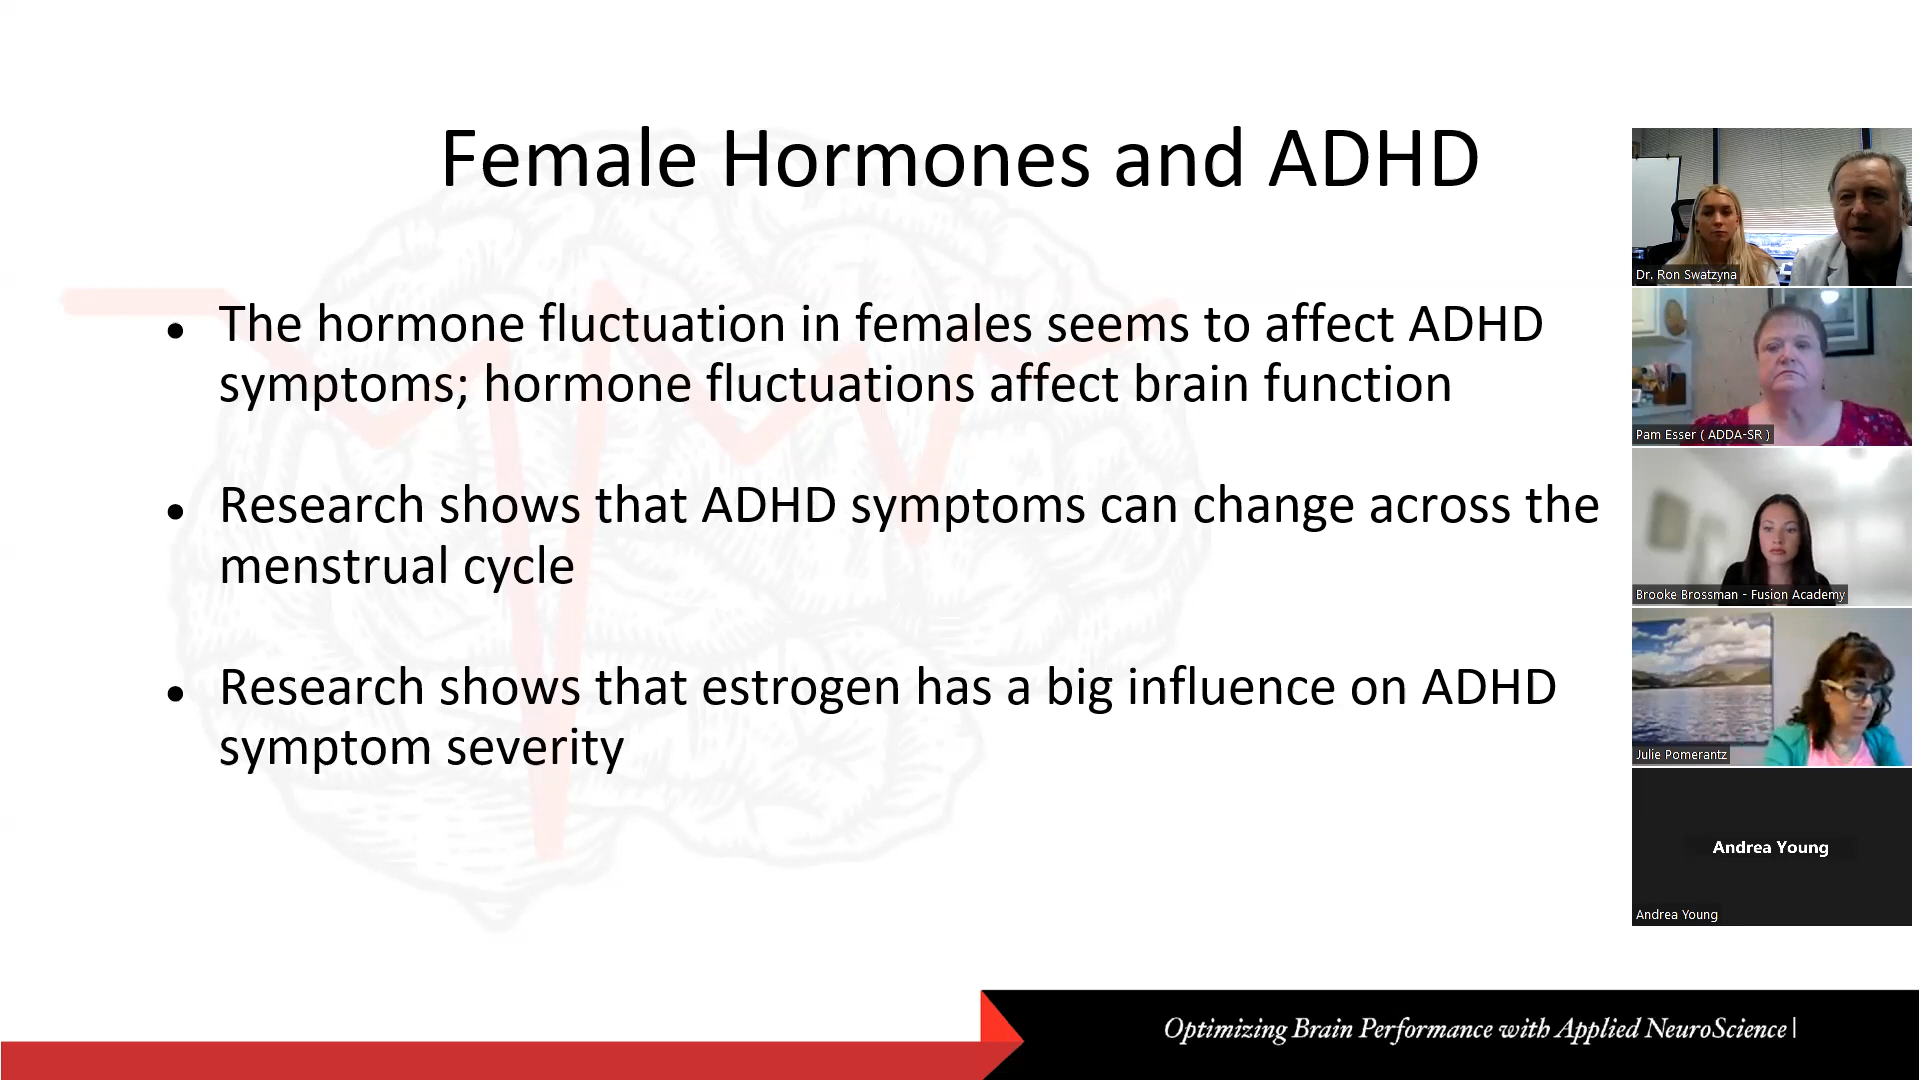 Female Hormones and ADHD
● The hormone fluctuation in females seems to affect ADHD
symptoms; hormone fluctuations affect brain function
● Research shows that ADHD symptoms can change across the
menstrual cycle
● Research shows that estrogen has a big influence on ADHD
symptom severity
Dr. Ron Swatzyna
Pam Esser ( ADDA-SR )
Brooke Brossman - Fusion Academy
Julie Pomerantz
Andrea Young
Andrea Young
Optimizing Brain Performance with Applied NeuroScience |